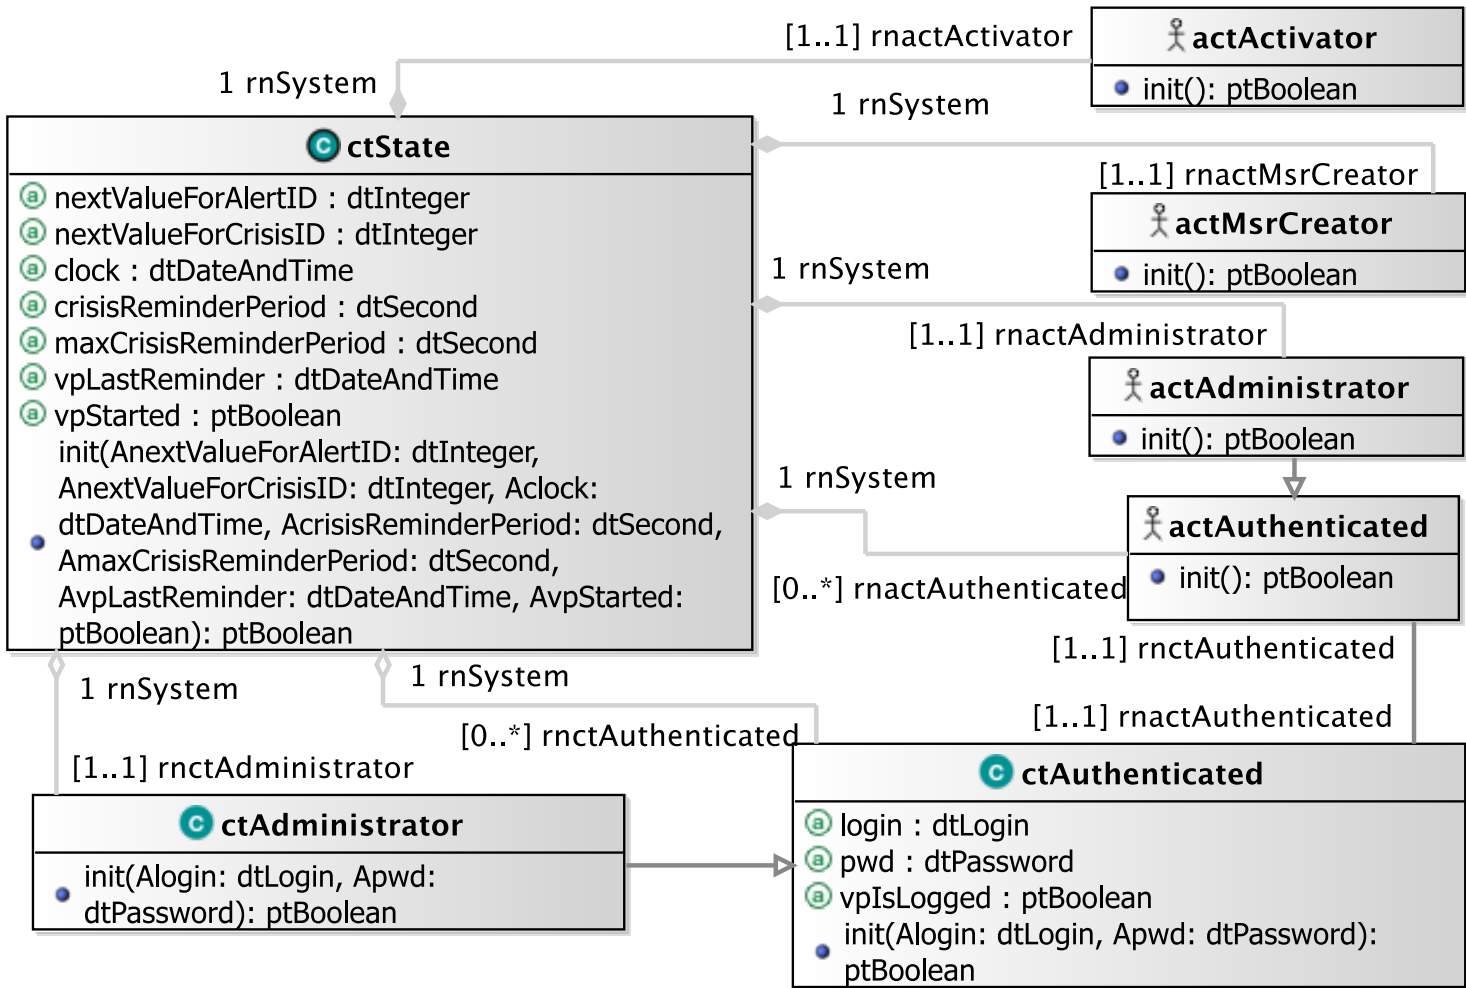 [1..1] rnactActivator
actActivator
init(): ptBoolean
1 rnSystem
1 rnSystem
ctState
nextValueForAlertID : dtInteger
nextValueForCrisisID : dtInteger
clock : dtDateAndTime
crisisReminderPeriod : dtSecond
maxCrisisReminderPeriod : dtSecond
vpLastReminder : dtDateAndTime
vpStarted : ptBoolean
init(AnextValueForAlertID: dtInteger,
AnextValueForCrisisID: dtInteger, Aclock:
dtDateAndTime, AcrisisReminderPeriod: dtSecond,
AmaxCrisisReminderPeriod: dtSecond,
AvpLastReminder: dtDateAndTime, AvpStarted:
ptBoolean): ptBoolean
[1..1] rnactMsrCreator
actMsrCreator
init(): ptBoolean
1 rnSystem
[1..1] rnactAdministrator
actAdministrator
init(): ptBoolean
1 rnSystem
actAuthenticated
init(): ptBoolean
[0..*] rnactAuthenticated
[1..1] rnctAuthenticated
1 rnSystem
1 rnSystem
[1..1] rnactAuthenticated
[0..*] rnctAuthenticated
[1..1] rnctAdministrator
ctAdministrator
init(Alogin: dtLogin, Apwd:
dtPassword): ptBoolean
ctAuthenticated
login : dtLogin
pwd : dtPassword
vpIsLogged : ptBoolean
init(Alogin: dtLogin, Apwd: dtPassword):
ptBoolean